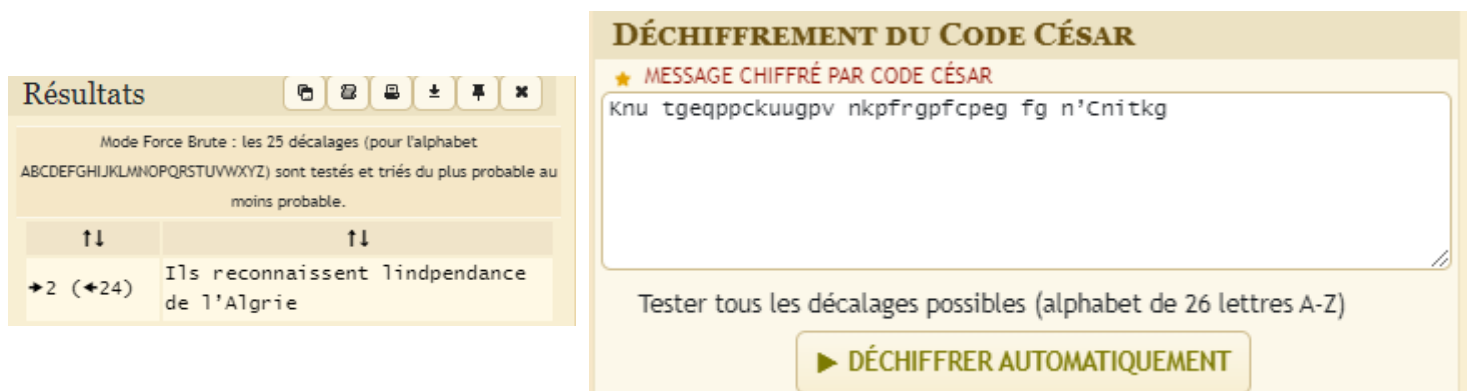 Résultats
Mode Force Brute : les 25 décalages (pour l'alphabet
ABCDEFGHIJKLMNOPQRSTUVWXYZ) sont testés et triés du plus probable au
moins probable.
↑↓ ↑↓
➔2 (🡄24) Ils reconnaissent lindpendance
de l’Algrie
DÉCHIFFREMENT DU CODE CÉSAR
★ MESSAGE CHIFFRÉ PAR CODE CÉSAR
Knu tgeqppckuugpv nkpfrgpfcpeg fg n’Cnitkg
Tester tous les décalages possibles (alphabet de 26 lettres A-Z)
▶ DÉCHIFFRER AUTOMATIQUEMENT